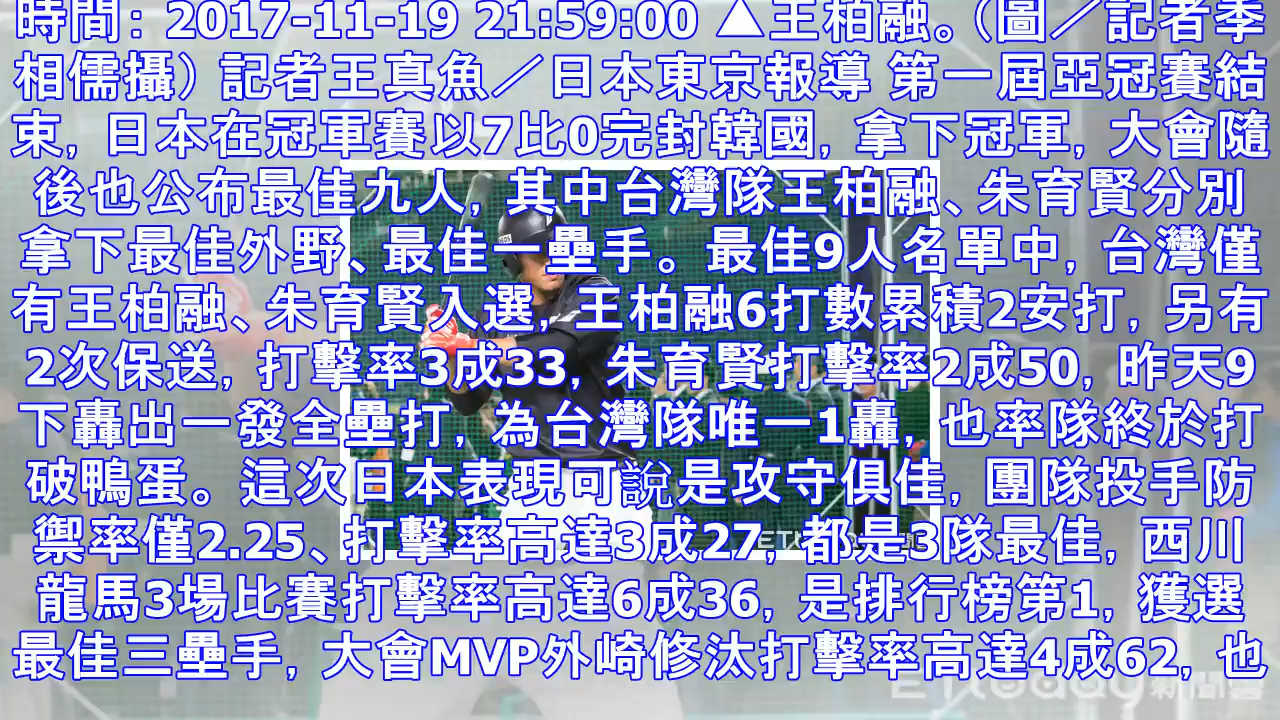 時間: 2017-11-19 21:59:00 ▲王柏融。(圖／記者季
相儒攝) 記者王真魚／日本東京報導 第一屆亞冠賽結
束, 日本在冠軍賽以7比0完封韓國, 拿下冠軍, 大會隨
後也公布最佳九人, 其中台灣隊王柏融、朱育賢分別
拿下最佳外野、最佳一壘手。最佳9人名單中, 台灣僅
有王柏融、朱育賢入選, 王柏融6打數累積2安打, 另有
2次保送, 打擊率3成33, 朱育賢打擊率2成50, 昨天9
下轟出一發全壘打, 為台灣隊唯一1轟, 也率隊終於打
破鴨蛋。這次日本表現可說是攻守俱佳, 團隊投手防
禦率僅2.25、打擊率高達3成27, 都是3隊最佳, 西川
龍馬3場比賽打擊率高達6成36, 是排行榜第1, 獲選
最佳三壘手, 大會MVP外崎修汰打擊率高達4成62, 也
ETtoday新聞雲